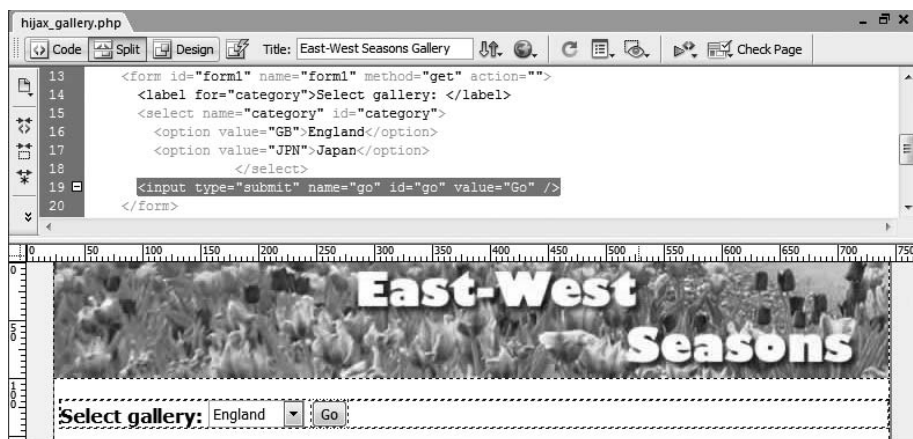 hijax_gallery.php
Code Split Design Title: East-West Seasons Gallery Check Page
13 <form id="form1" name="form1" method="get" action="">
14 <label for="category">Select gallery: </label>
15 <select name="category" id="category">
16 <option value="GB">England</option>
17 <option value="JPN">Japan</option>
18 </select>
19 <input type="submit" name="go" id="go" value="Go" />
20 </form>
0 50 100 150 200 250 300 350 400 450 500 550 600 650 700 750
0
50
100
East-West
Seasons
Select gallery: England Go